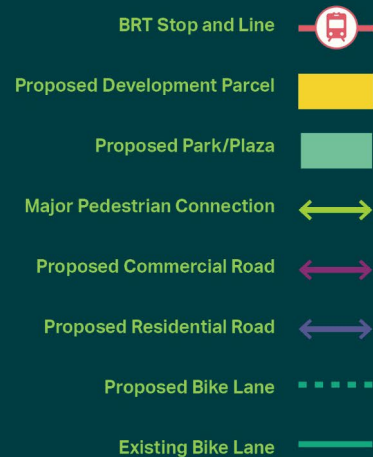 BRT Stop and Line
Proposed Development Parcel
Proposed Park/Plaza
Major Pedestrian Connection
Proposed Commercial Road
Proposed Residential Road
Proposed Bike Lane
Existing Bike Lane